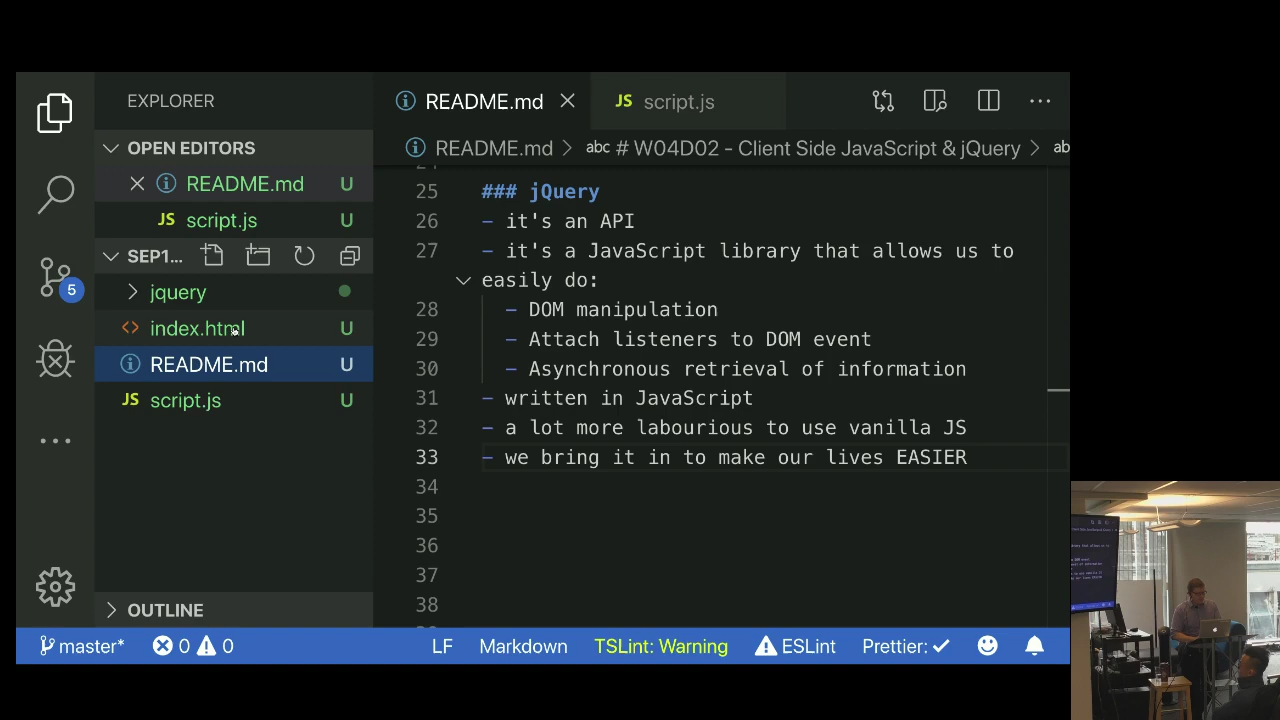 EXPLORER
README.md
JS script.js
OPEN EDITORS
README.md > abc # W04D02 - Client Side JavaScript & jQuery > ab
README.md U
JS script.js U
SEP1...
jquery
<> index.html U
README.md U
JS script.js U
5
25 ### jQuery
26 - it's an API
27 - it's a JavaScript library that allows us to
easily do:
28 - DOM manipulation
29 - Attach listeners to DOM event
30 - Asynchronous retrieval of information
31 - written in JavaScript
32 - a lot more labourious to use vanilla JS
33 - we bring it in to make our lives EASIER
34
35
36
37
38
OUTLINE
master* 0 0 LF Markdown TSLint: Warning ESLint Prettier: ✓